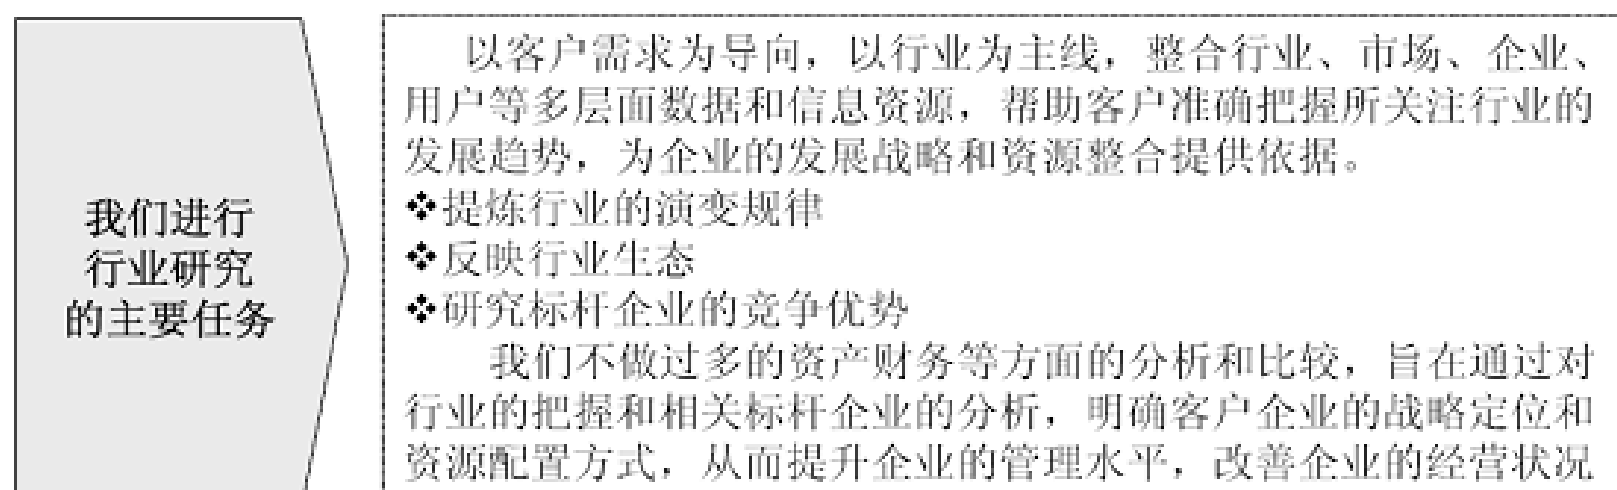 我们进行
行业研究
的主要任务
以客户需求为导向，以行业为主线，整合行业、市场、企业、
用户等多层面数据和信息资源，帮助客户准确把握所关注行业的
发展趋势，为企业的发展战略和资源整合提供依据。
❖提炼行业的演变规律
❖反映行业生态
❖研究标杆企业的竞争优势
我们不做过多的资产财务等方面的分析和比较，旨在通过对
行业的把握和相关标杆企业的分析，明确客户企业的战略定位和
资源配置方式，从而提升企业的管理水平，改善企业的经营状况